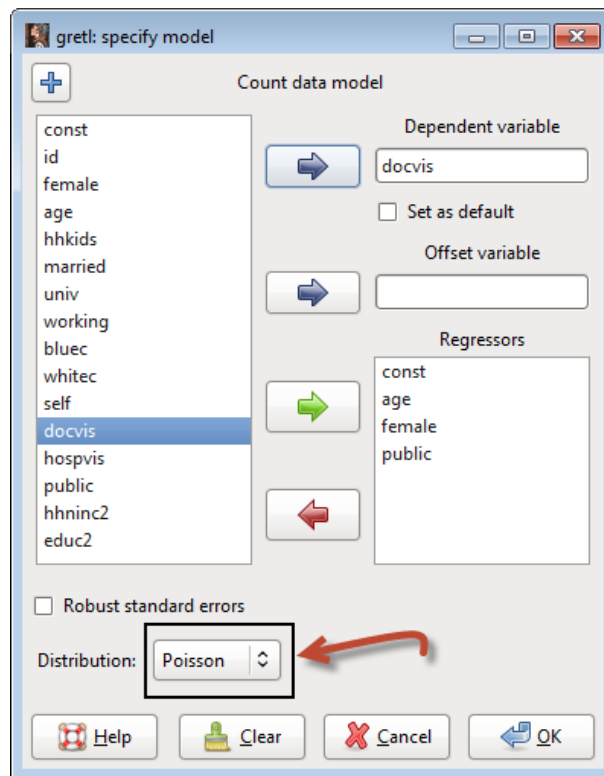 gretl: specify model
Count data model
const
id
female
age
hhkids
married
univ
working
bluec
whitec
self
docvis
hospvis
public
hhninc2
educ2
Dependent variable
docvis
Set as default
Offset variable
Regressors
const
age
female
public
Robust standard errors
Distribution: Poisson
Help Clear Cancel OK